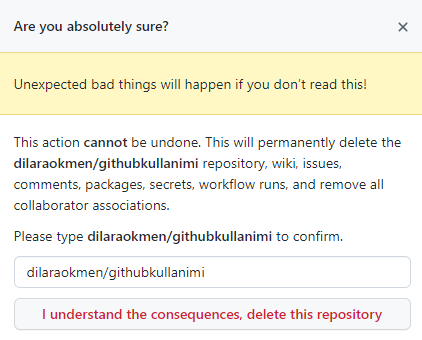 Are you absolutely sure?
Unexpected bad things will happen if you don't read this!
This action cannot be undone. This will permanently delete the
dilaraokmen/githubkullanimi repository, wiki, issues,
comments, packages, secrets, workflow runs, and remove all
collaborator associations.
Please type dilaraokmen/githubkullanimi to confirm.
dilaraokmen/githubkullanimi
I understand the consequences, delete this repository